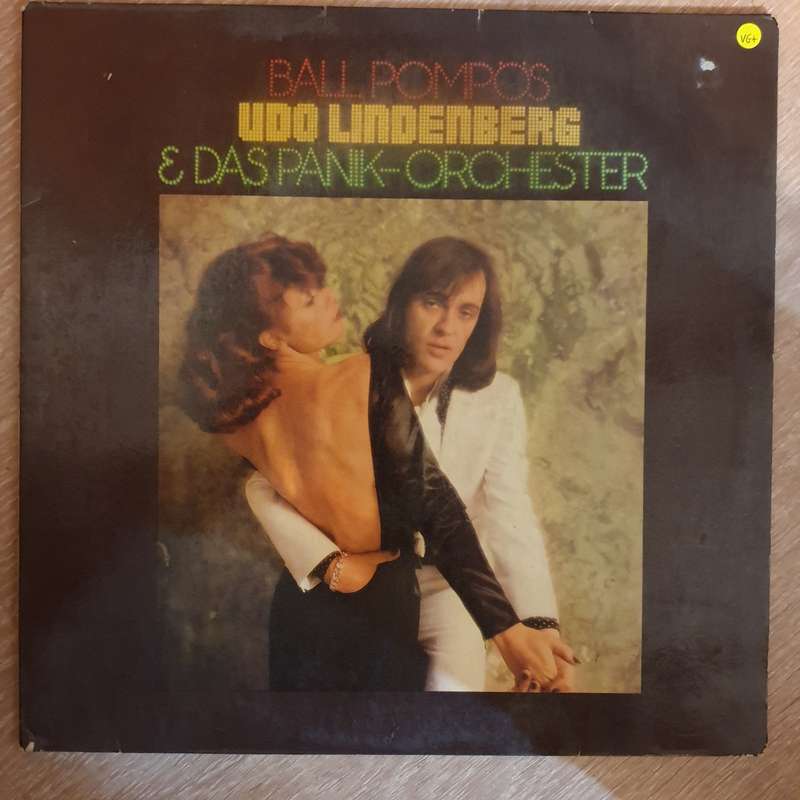 VG+
BALL POMPÖS
UDO LINDENBERG
& DAS PANIK-ORCHESTER